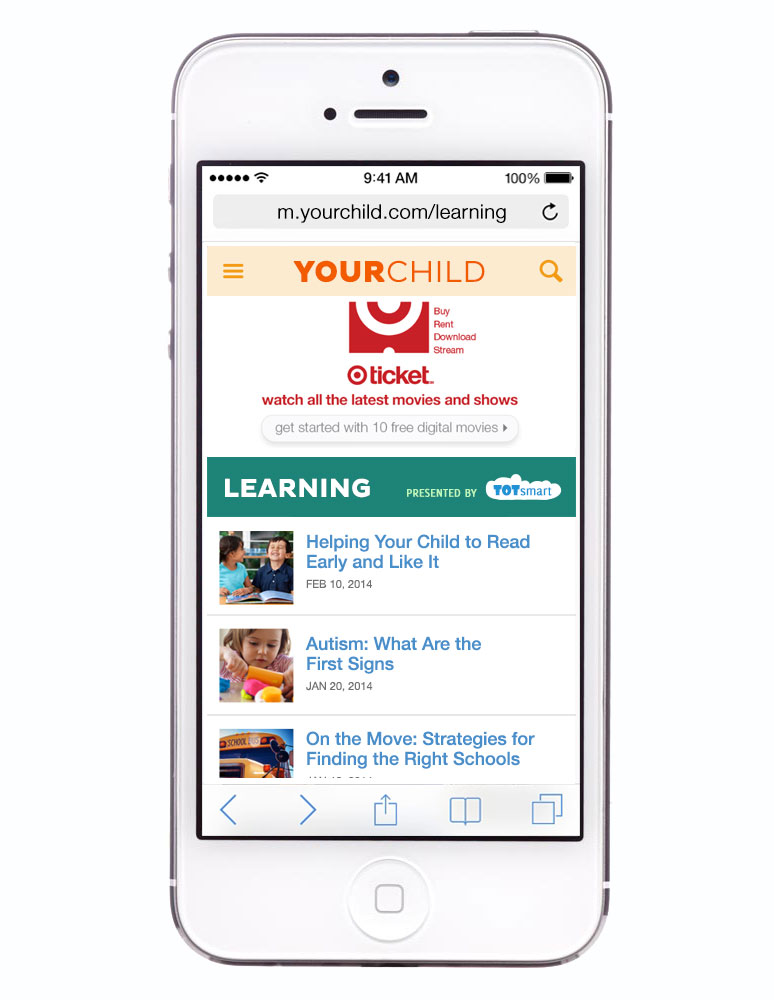 9:41 AM 100%
m.yourchild.com/learning
YOURCHILD
Buy
Rent
Download
Stream
ticket
watch all the latest movies and shows
get started with 10 free digital movies
LEARNING PRESENTED BY TOTsmart
Helping Your Child to Read
Early and Like It
FEB 10, 2014
Autism: What Are the
First Signs
JAN 20, 2014
SCHOOL
On the Move: Strategies for
Finding the Right Schools